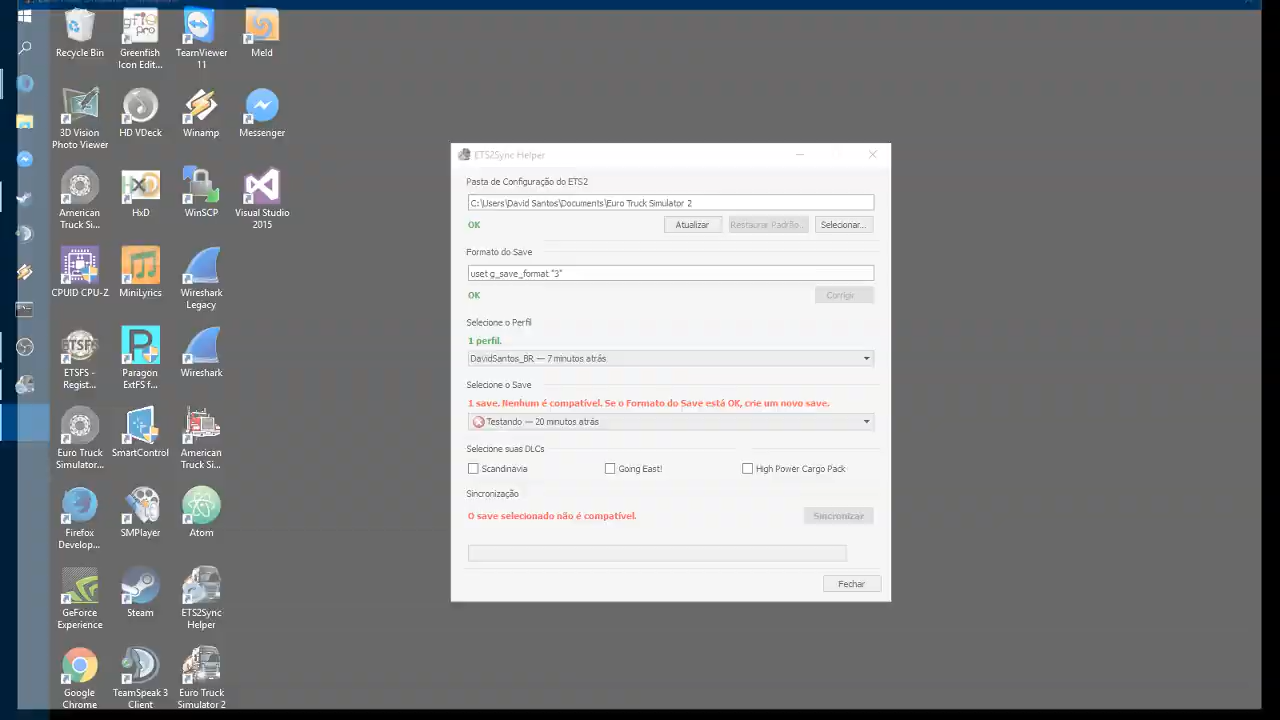 Recycle Bin
Greenfish
Icon Edit...
TeamViewer
11
Meld
3D Vision
Photo Viewer
HD VDeck
Winamp
Messenger
American
Truck Si...
HxD
WinSCP
Visual Studio
2015
CPUID CPU-Z
MiniLyrics
Wireshark
Legacy
ETSFS -
Regist...
Paragon
ExtFS f...
Wireshark
Euro Truck
Simulator...
SmartControl
American
Truck Si...
Firefox
Develop...
SMPlayer
Atom
GeForce
Experience
Steam
ETS2Sync
Helper
Google
Chrome
TeamSpeak 3
Client
Euro Truck
Simulator 2
ETS2Sync Helper
Pasta de Configuração do ETS2
C:\Users\David Santos\Documents\Euro Truck Simulator 2
OK
Atualizar
Restaurar Padrão...
Selecionar...
Formato do Save
uset g_save_format "3"
OK
Corrigir
Selecione o Perfil
1 perfil.
DavidSantos_BR — 7 minutos atrás
Selecione o Save
1 save. Nenhum é compatível. Se o Formato do Save está OK, crie um novo save.
Testando — 20 minutos atrás
Selecione suas DLCs
Scandinavia
Going East!
High Power Cargo Pack
Sincronização
O save selecionado não é compatível.
Sincronizar
Fechar